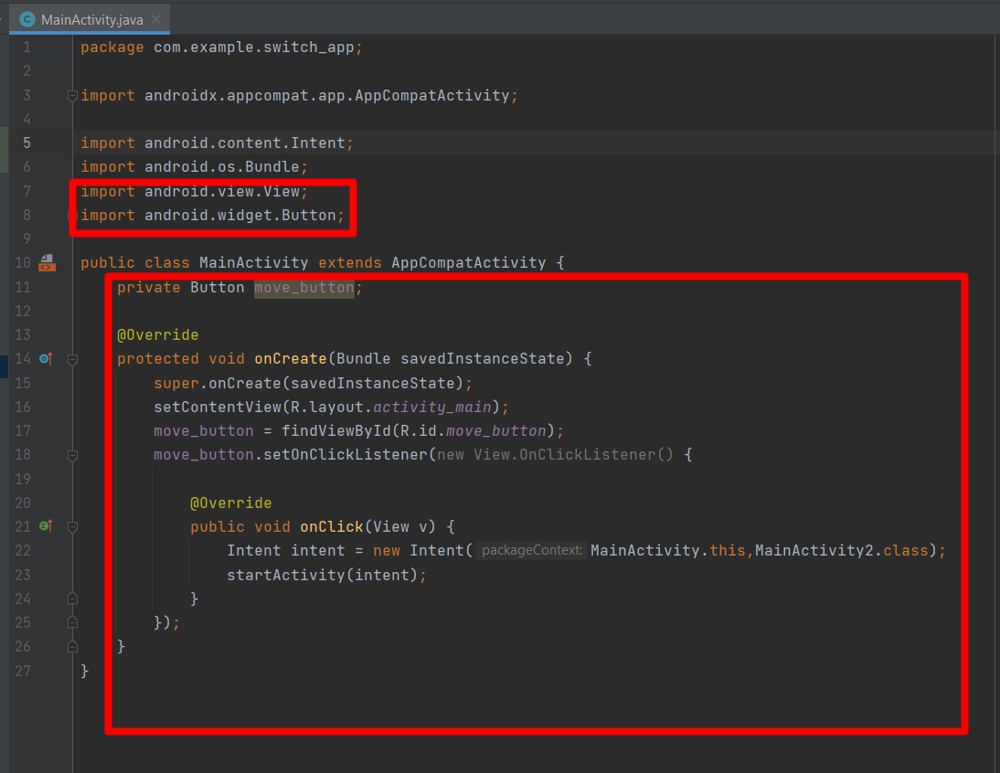 MainActivity.java
1 package com.example.switch_app;
2
3 import androidx.appcompat.app.AppCompatActivity;
4
5 import android.content.Intent;
6 import android.os.Bundle;
7 import android.view.View;
8 import android.widget.Button;
9
10 public class MainActivity extends AppCompatActivity {
11 private Button move_button;
12
13 @Override
14 protected void onCreate(Bundle savedInstanceState) {
15 super.onCreate(savedInstanceState);
16 setContentView(R.layout.activity_main);
17 move_button = findViewById(R.id.move_button);
18 move_button.setOnClickListener(new View.OnClickListener() {
19
20 @Override
21 public void onClick(View v) {
22 Intent intent = new Intent( packageContext: MainActivity.this,MainActivity2.class);
23 startActivity(intent);
24 }
25 });
26 }
27 }